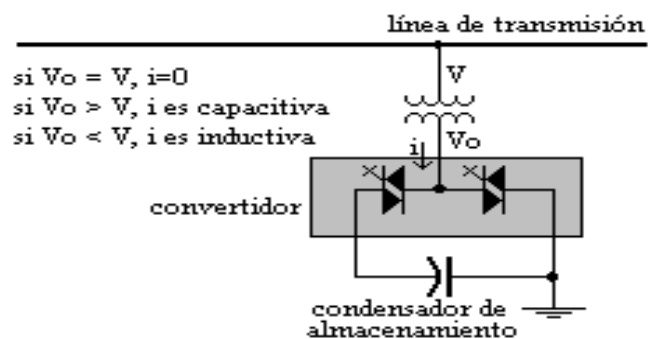 línea de transmisión
si Vo = V, i=0
V
si Vo > V, i es capacitiva
si Vo < V, i es inductiva
i
Vo
convertidor
condensador de
almacenamiento